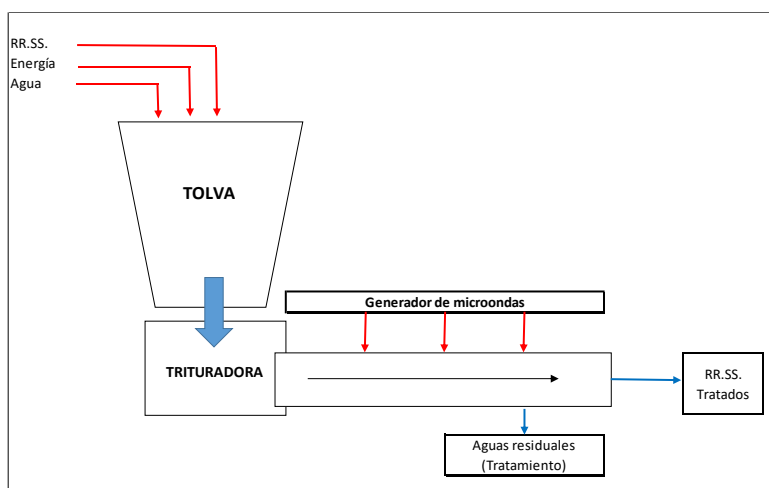 RR.SS.
Energía
Agua
TOLVA
Generador de microondas
TRITURADORA
RR.SS.
Tratados
Aguas residuales
(Tratamiento)